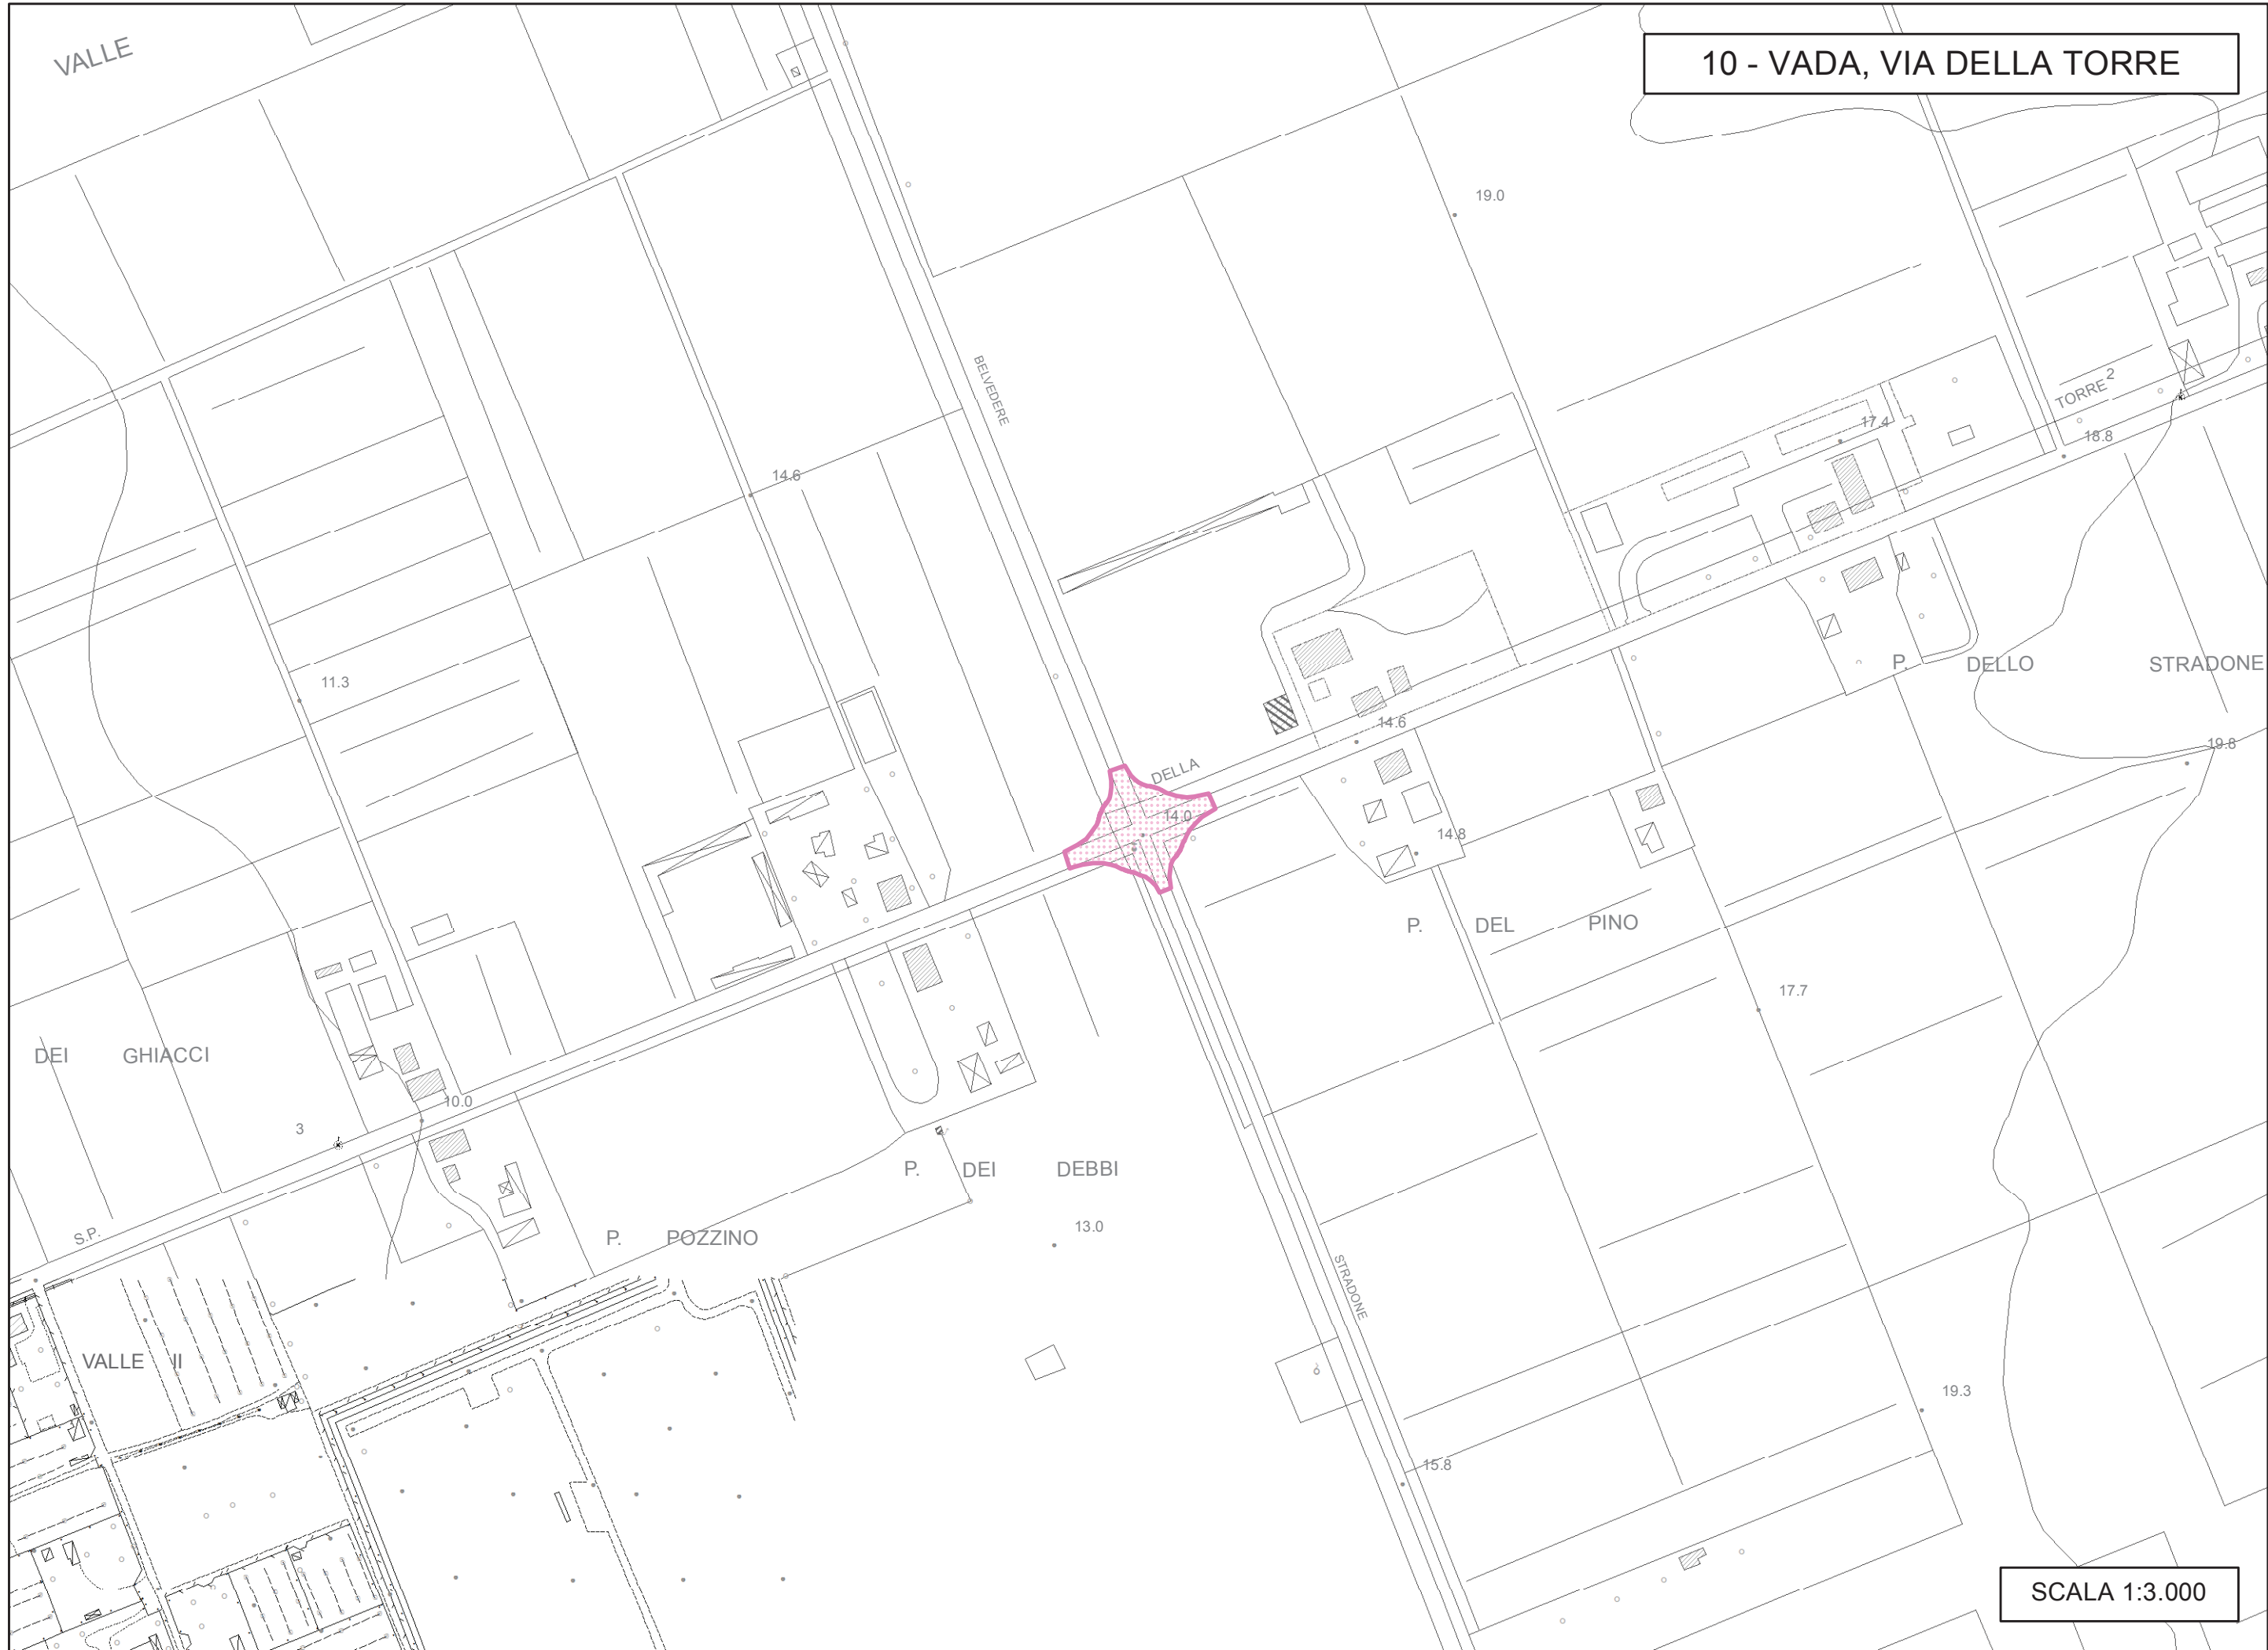 VALLE
10 - VADA, VIA DELLA TORRE
19.0
BELVEDERE
TORRE 2
17.4
18.8
14.6
P. DELLO STRADONE
11.3
14.6
19.8
DELLA
14.0
14.8
P. DEL PINO
17.7
DEI GHIACCI
10.0
3
P. DEI DEBBI
S.P.
P. POZZINO
13.0
STRADONE
VALLE II
19.3
15.8
SCALA 1:3.000